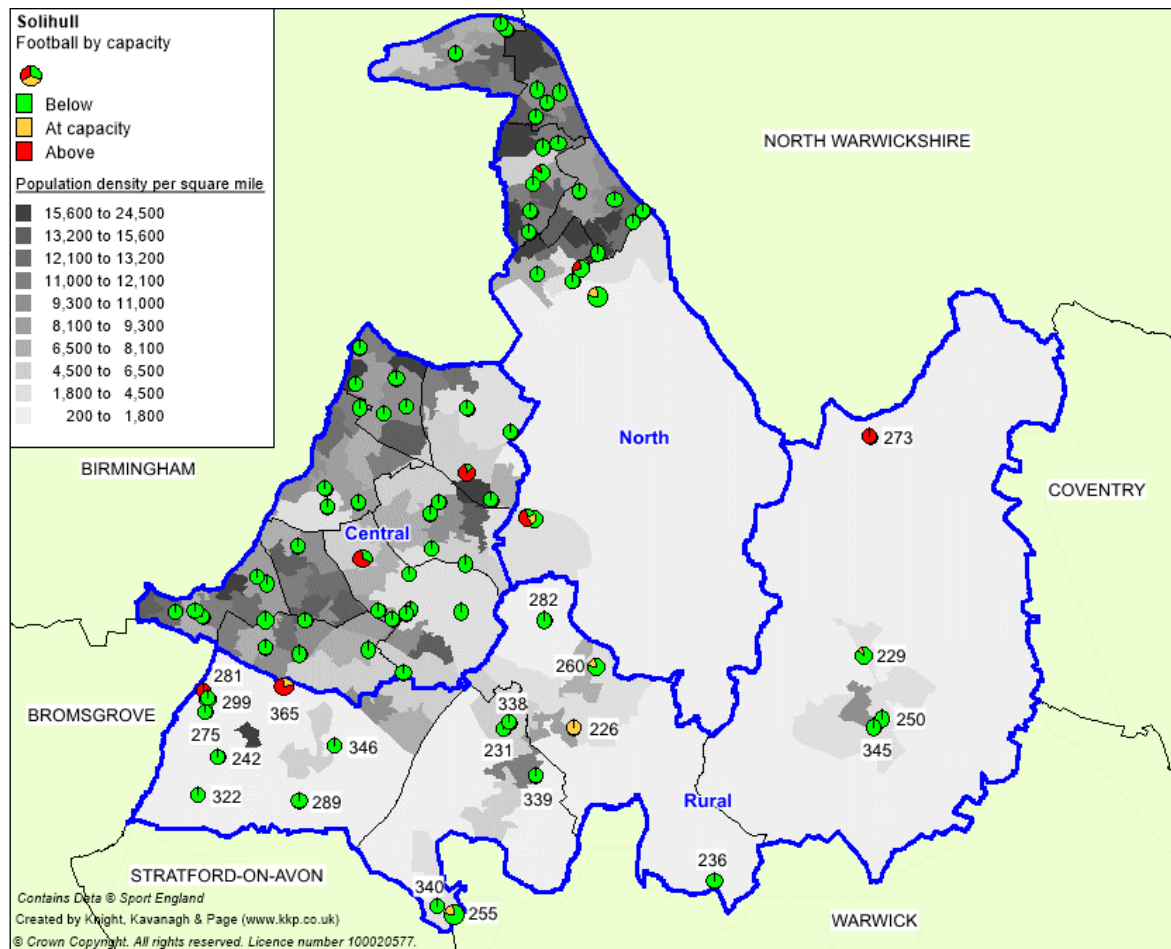 Solihull
Football by capacity
Below
At capacity
Above
Population density per square mile
15,600 to 24,500
13,200 to 15,600
12,100 to 13,200
11,000 to 12,100
9,300 to 11,000
8,100 to 9,300
6,500 to 8,100
4,500 to 6,500
1,800 to 4,500
200 to 1,800
NORTH WARWICKSHIRE
North
273
BIRMINGHAM
COVENTRY
Central
282
229
260
281
299
338
250
BROMSGROVE
365
275
231
226
345
346
242
339
Rural
322
289
236
STRATFORD-ON-AVON
340
255
WARWICK
Contains Data © Sport England
Created by Knight, Kavanagh & Page (www.kkp.co.uk)
© Crown Copyright. All rights reserved. Licence number 100020577.